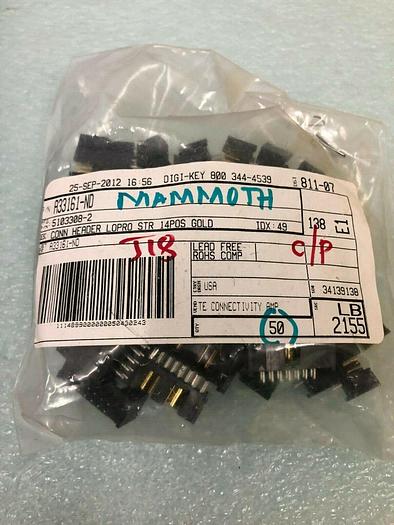 25-SEP-2012 16:56 DIGI-KEY 800 344-4539 811-07
P/N A33161-ND MAMMOTH
5103308-2
CONN HEADER LOPRO STR 14POS GOLD IDX: 49 138 E1
A33161-ND J18 LEAD FREE C/P
ROHS COMP
USA 34139138
TE CONNECTIVITY AMP LB
50 2155